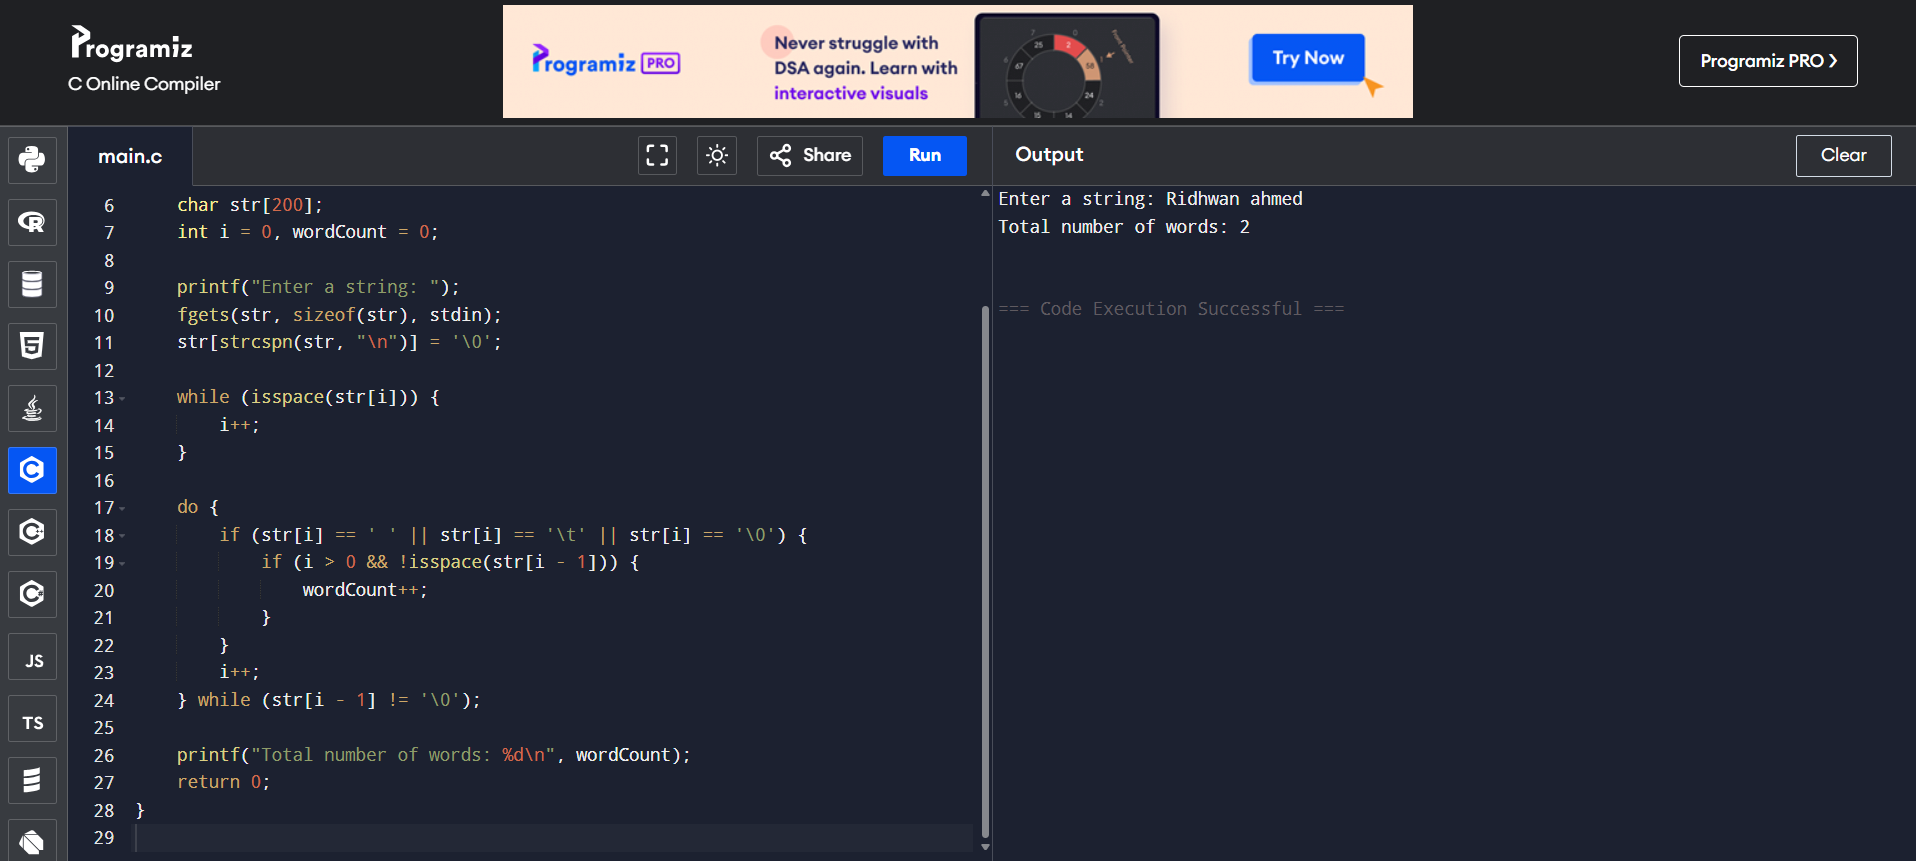 Programiz
C Online Compiler
Programiz PRO
Never struggle with
DSA again. Learn with
interactive visuals
Try Now
Programiz PRO
main.c
Share
Run
Output
Clear
6 char str[200];
7 int i = 0, wordCount = 0;
8
9 printf("Enter a string: ");
10 fgets(str, sizeof(str), stdin);
11 str[strcspn(str, "\n")] = '\0';
12
13 while (isspace(str[i])) {
14 i++;
15 }
16
17 do {
18 if (str[i] == ' ' || str[i] == '\t' || str[i] == '\0') {
19 if (i > 0 && !isspace(str[i - 1])) {
20 wordCount++;
21 }
22 }
23 i++;
24 } while (str[i - 1] != '\0');
25
26 printf("Total number of words: %d\n", wordCount);
27 return 0;
28 }
29
Enter a string: Ridhwan ahmed
Total number of words: 2
=== Code Execution Successful ===
JS
TS